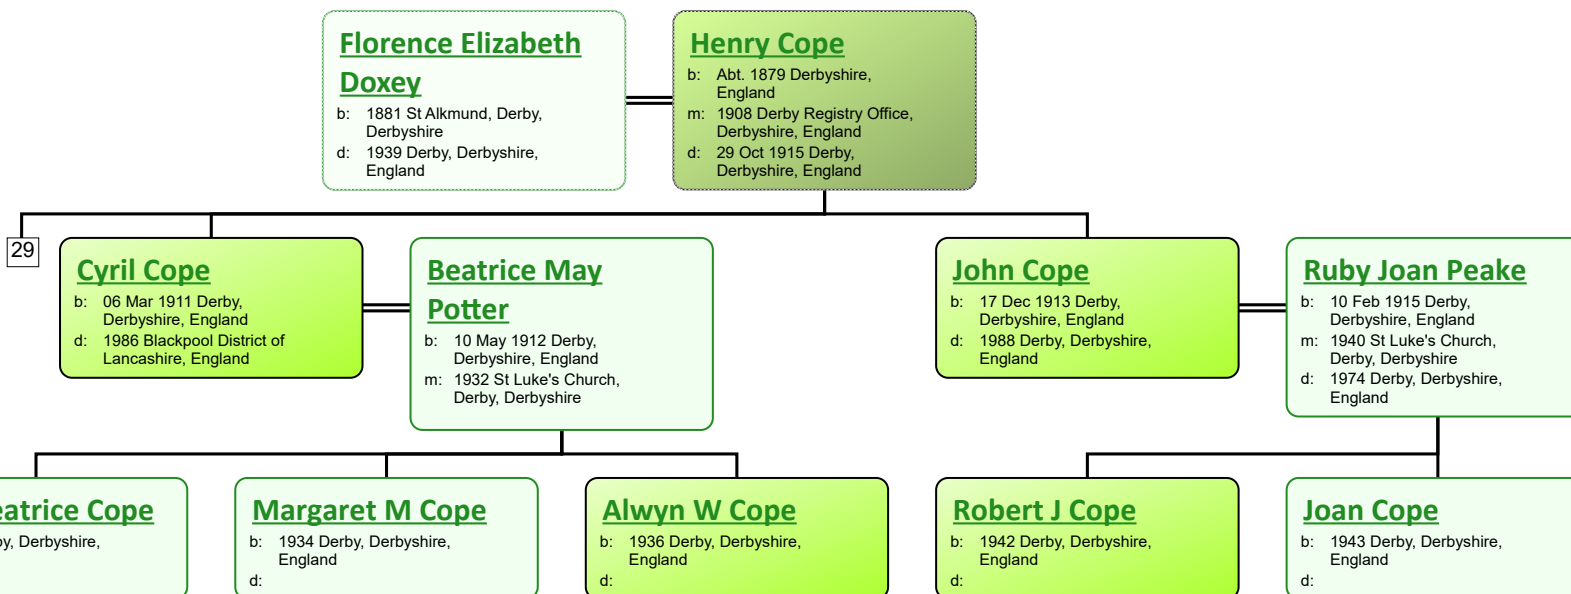 Florence Elizabeth
Doxey
b: 1881 St Alkmund, Derby,
Derbyshire
d: 1939 Derby, Derbyshire,
England
Henry Cope
b: Abt. 1879 Derbyshire,
England
m: 1908 Derby Registry Office,
Derbyshire, England
d: 29 Oct 1915 Derby,
Derbyshire, England
29
Cyril Cope
b: 06 Mar 1911 Derby,
Derbyshire, England
d: 1986 Blackpool District of
Lancashire, England
Beatrice May
Potter
b: 10 May 1912 Derby,
Derbyshire, England
m: 1932 St Luke's Church,
Derby, Derbyshire
John Cope
b: 17 Dec 1913 Derby,
Derbyshire, England
d: 1988 Derby, Derbyshire,
England
Ruby Joan Peake
b: 10 Feb 1915 Derby,
Derbyshire, England
m: 1940 St Luke's Church,
Derby, Derbyshire
d: 1974 Derby, Derbyshire,
England
eatrice Cope
by, Derbyshire,
Margaret M Cope
b: 1934 Derby, Derbyshire,
England
d:
Alwyn W Cope
b: 1936 Derby, Derbyshire,
England
d:
Robert J Cope
b: 1942 Derby, Derbyshire,
England
d:
Joan Cope
b: 1943 Derby, Derbyshire,
England
d: